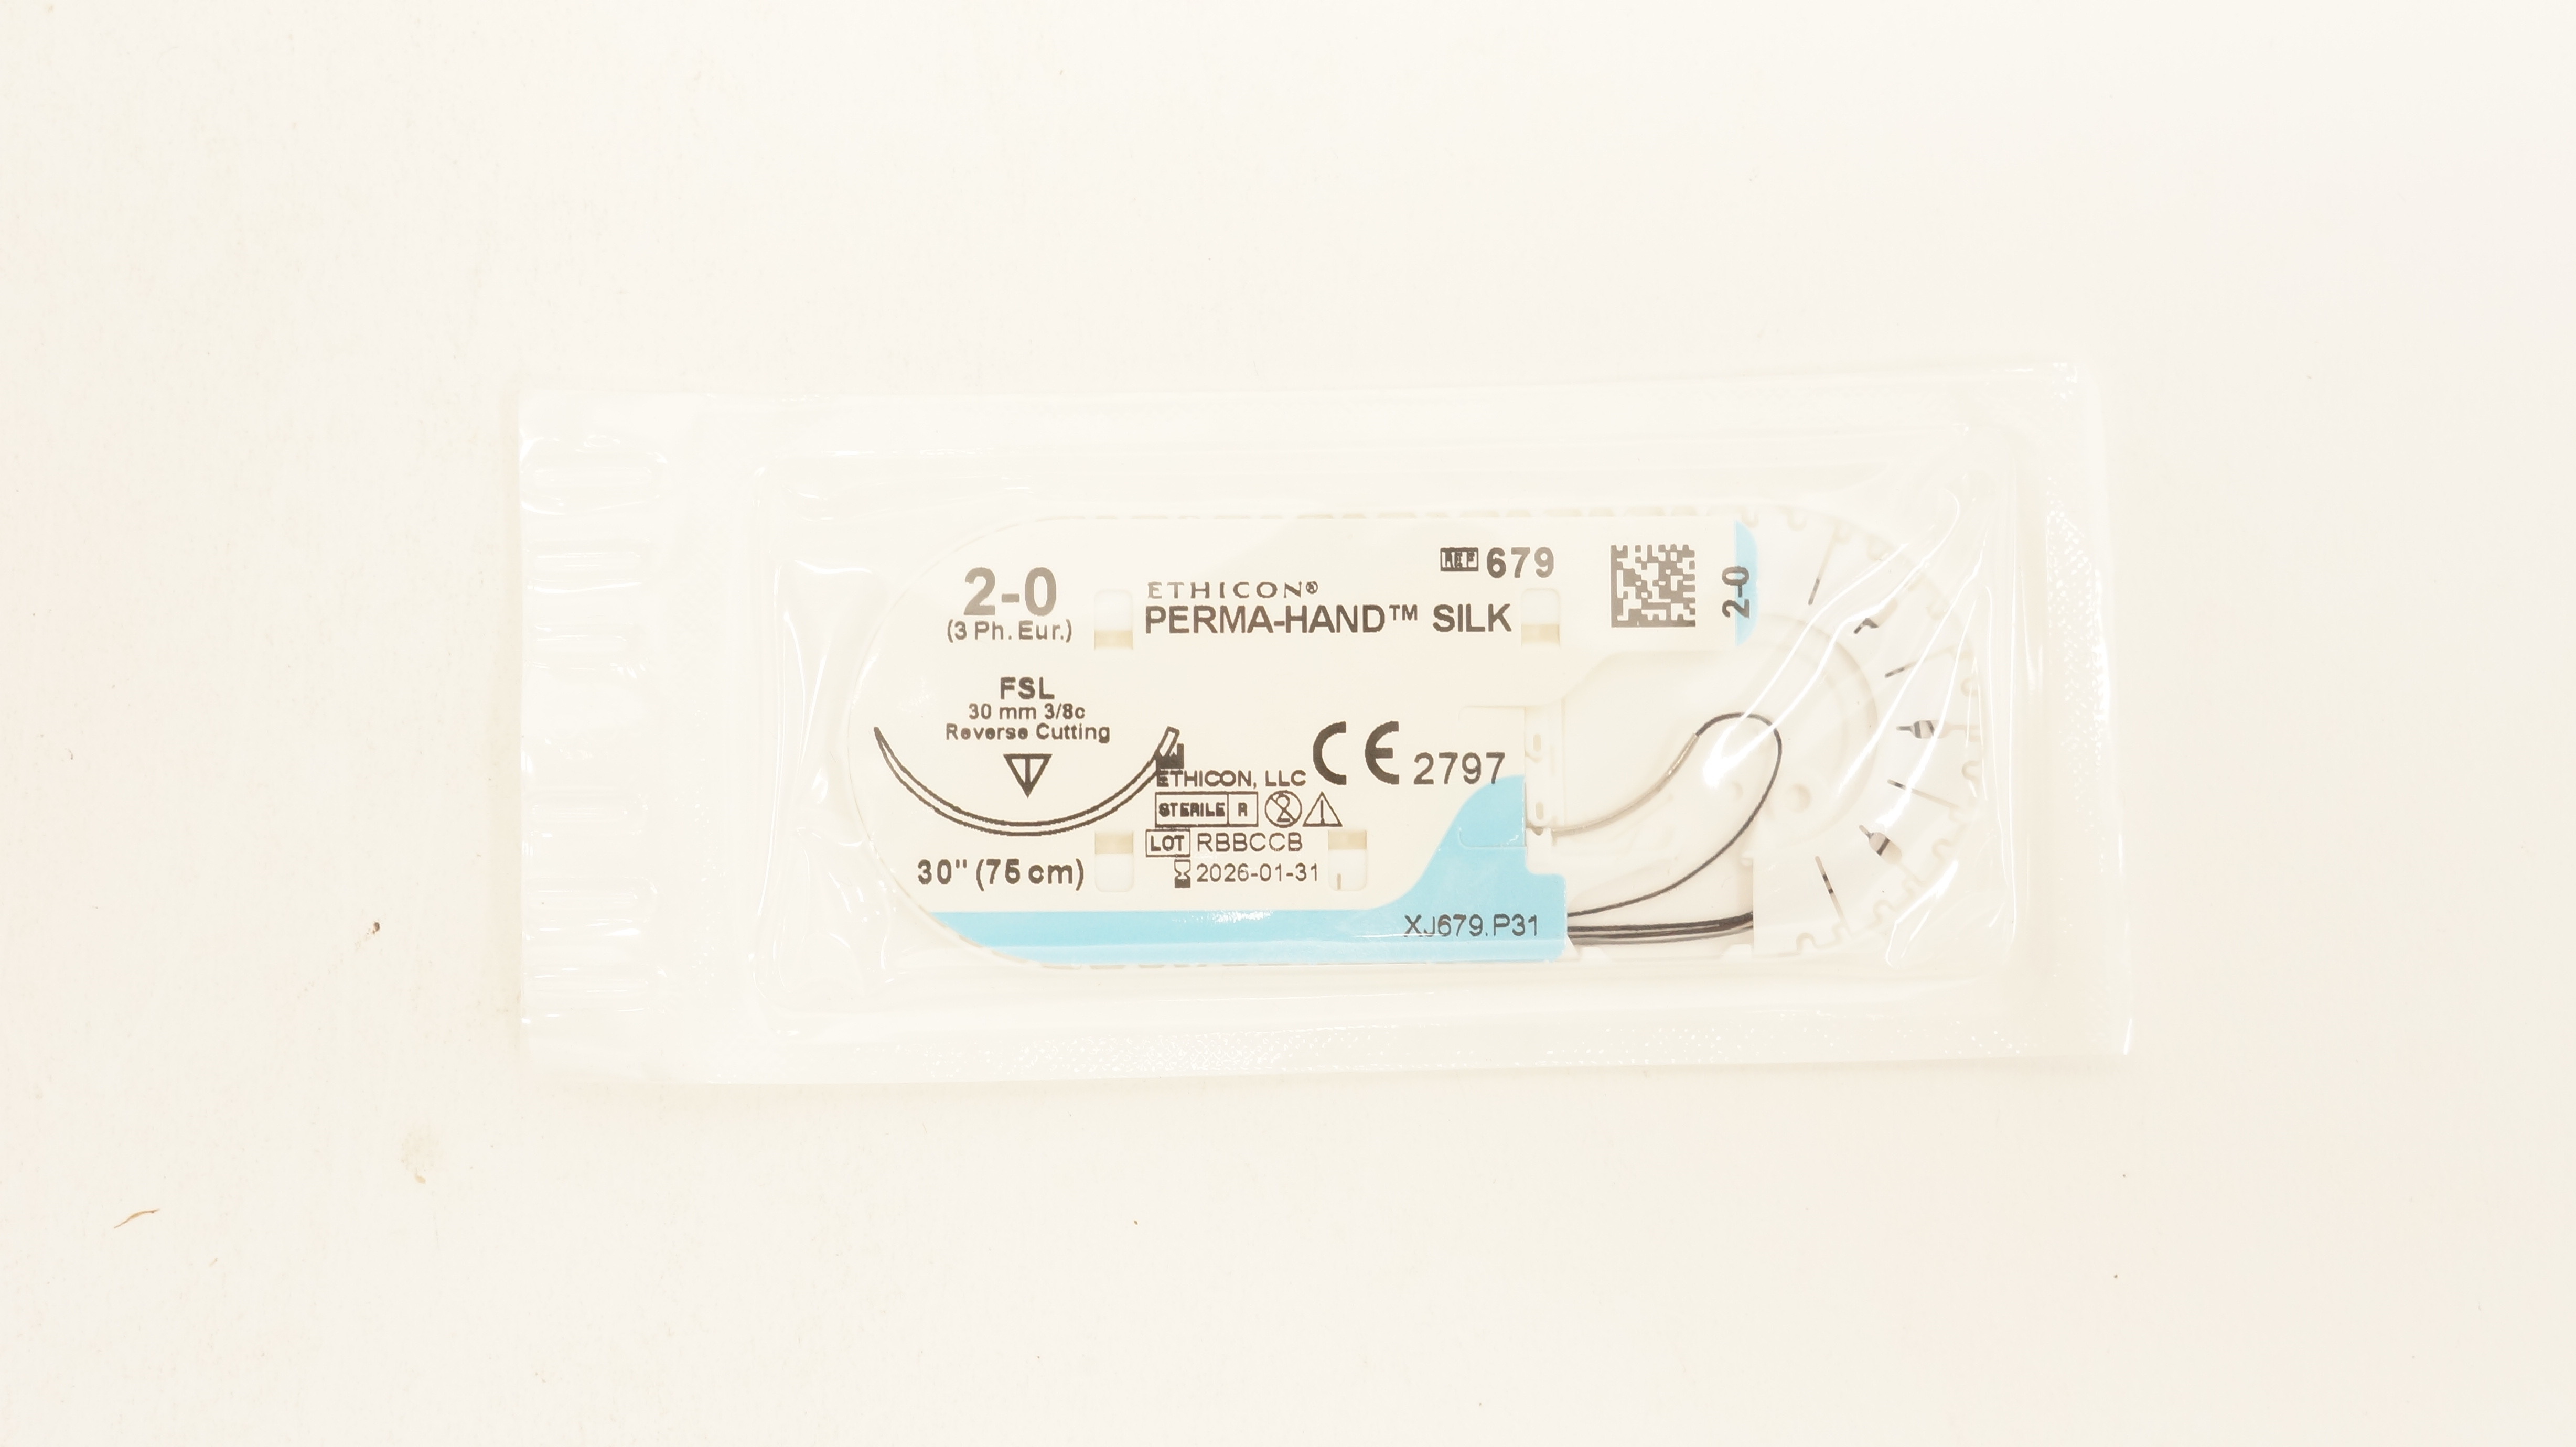 2-0
(3 Ph. Eur.)
ETHICON®
PERMA-HAND™ SILK
REF 679
2-0
FSL
30 mm 3/8c
Reverse Cutting
30" (75 cm)
ETHICON, LLC
CE 2797
STERILE R
2
LOT RBBCCB
2026-01-31
XJ679.P31